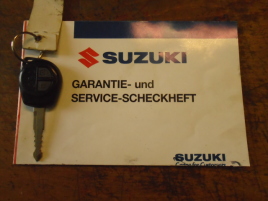 SUZUKI
GARANTIE- und
SERVICE-SCHECKHEFT
SUZUKI